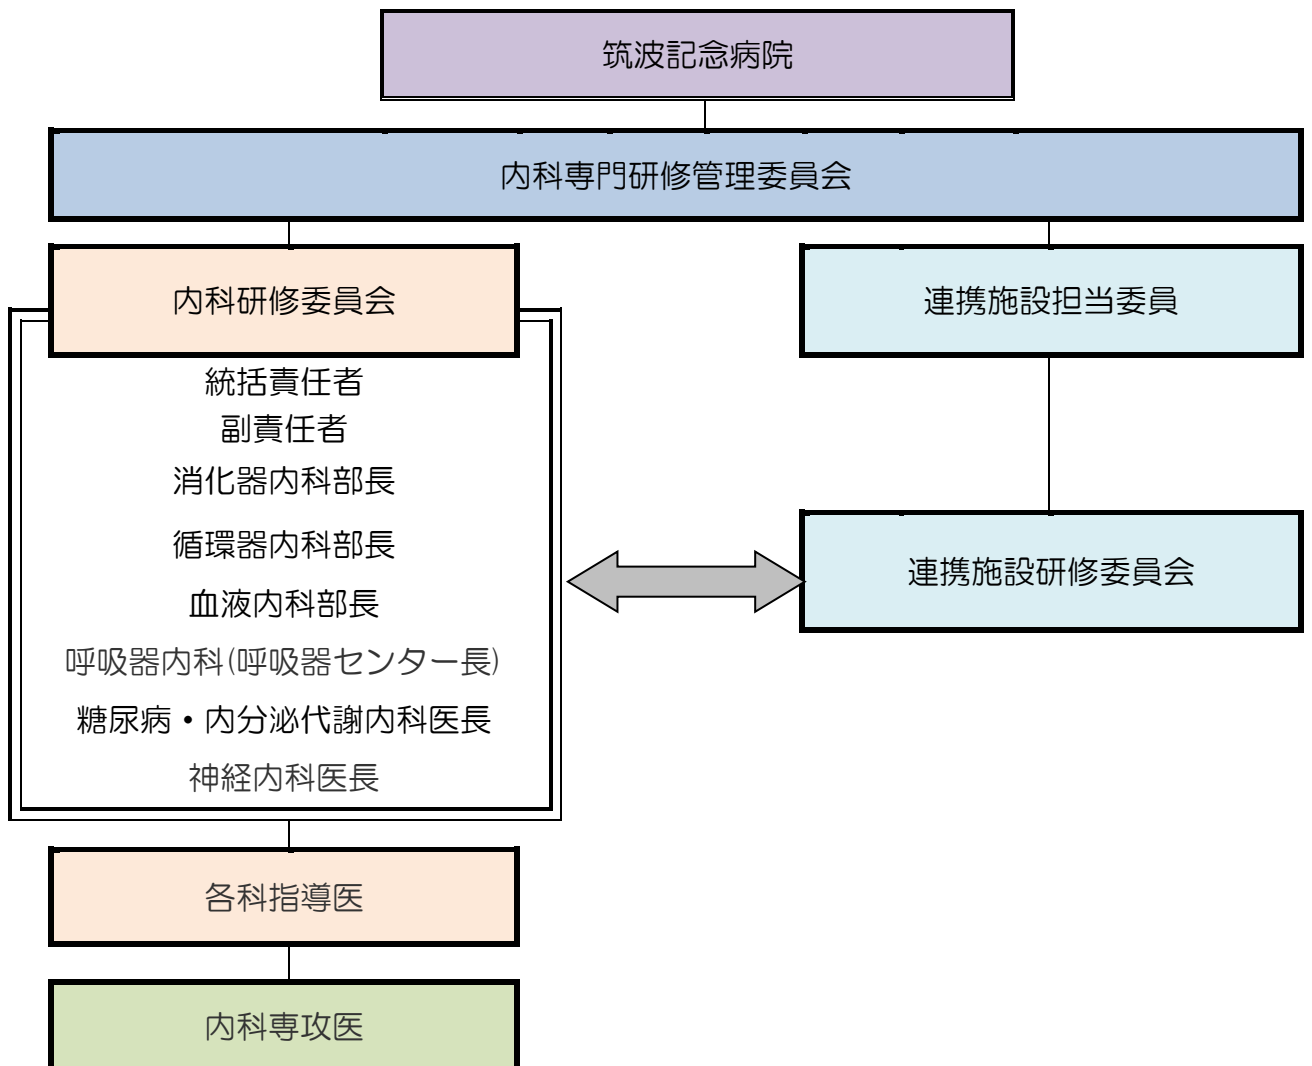 筑波記念病院
内科専門研修管理委員会
内科研修委員会
統括責任者
副責任者
消化器内科部長
循環器内科部長
血液内科部長
呼吸器内科(呼吸器センター長)
糖尿病・内分泌代謝内科医長
神経内科医長
各科指導医
内科専攻医
連携施設担当委員
連携施設研修委員会